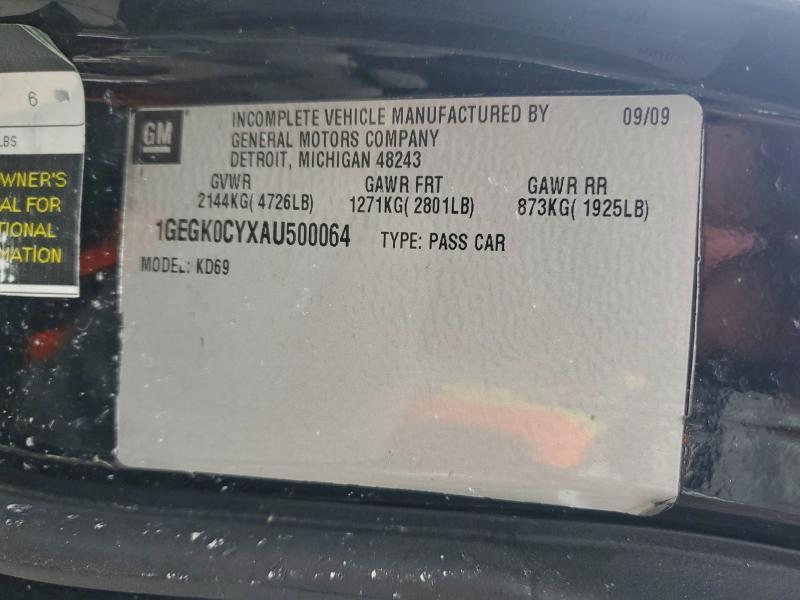 6
LBS
OWNER'S
AL FOR
TIONAL
MATION
GM
INCOMPLETE VEHICLE MANUFACTURED BY 09/09
GENERAL MOTORS COMPANY
DETROIT, MICHIGAN 48243
GVWR GAWR FRT GAWR RR
2144KG( 4726LB) 1271KG( 2801LB) 873KG( 1925LB)
1GEGK0CYXAU500064 TYPE: PASS CAR
MODEL: KD69